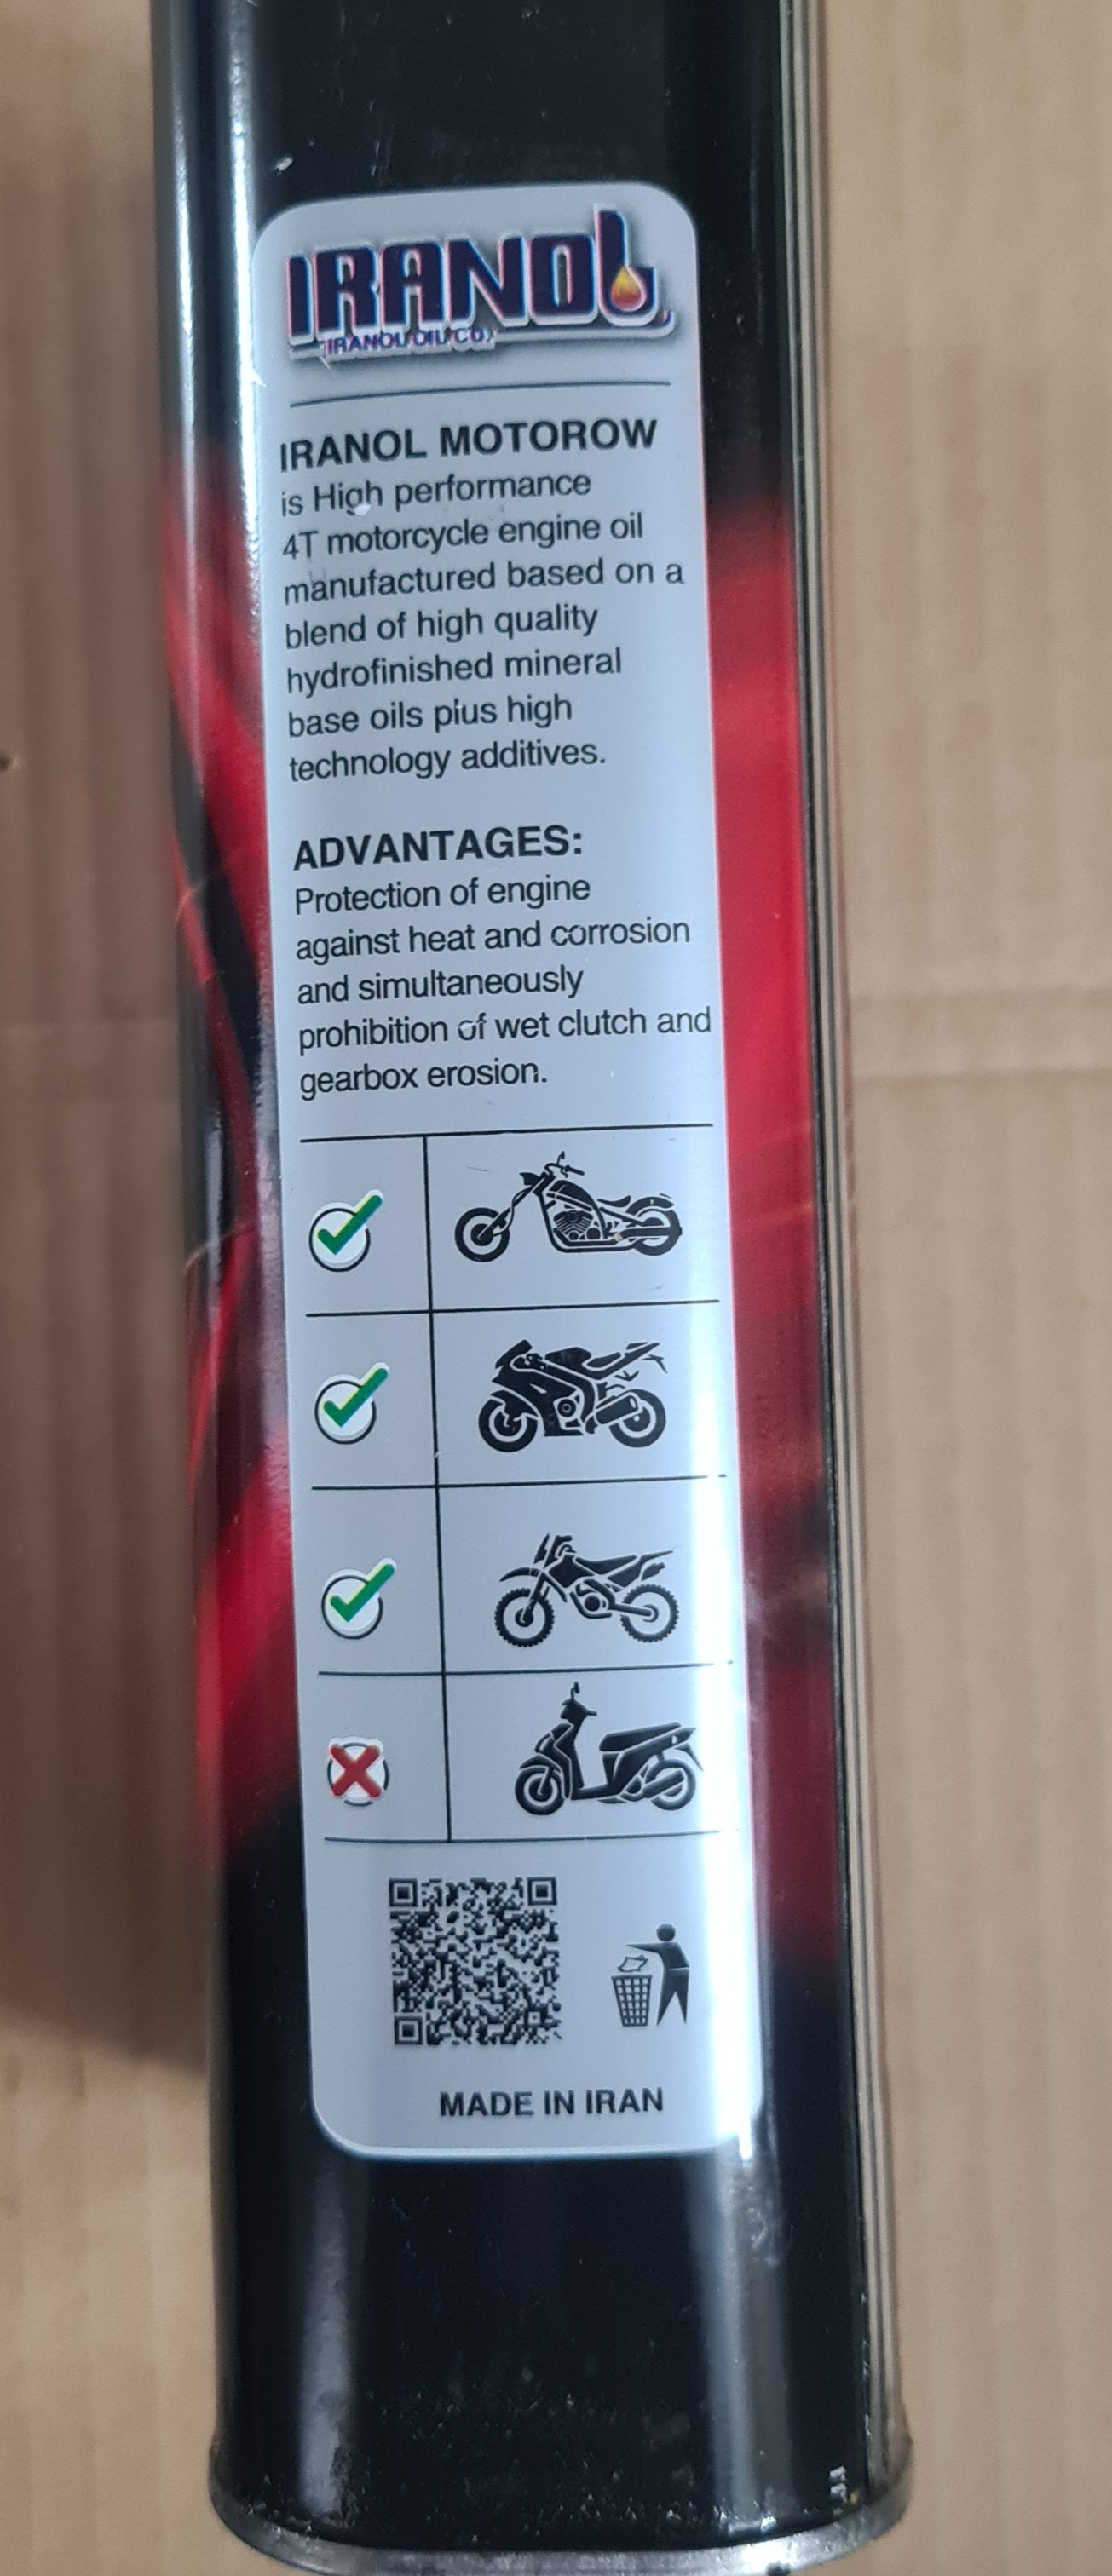 IRANOL
IRANOL OIL CO.
IRANOL MOTOROW
is High performance
4T motorcycle engine oil
manufactured based on a
blend of high quality
hydrofinished mineral
base oils plus high
technology additives.
ADVANTAGES:
Protection of engine
against heat and corrosion
and simultaneously
prohibition of wet clutch and
gearbox erosion.
MADE IN IRAN